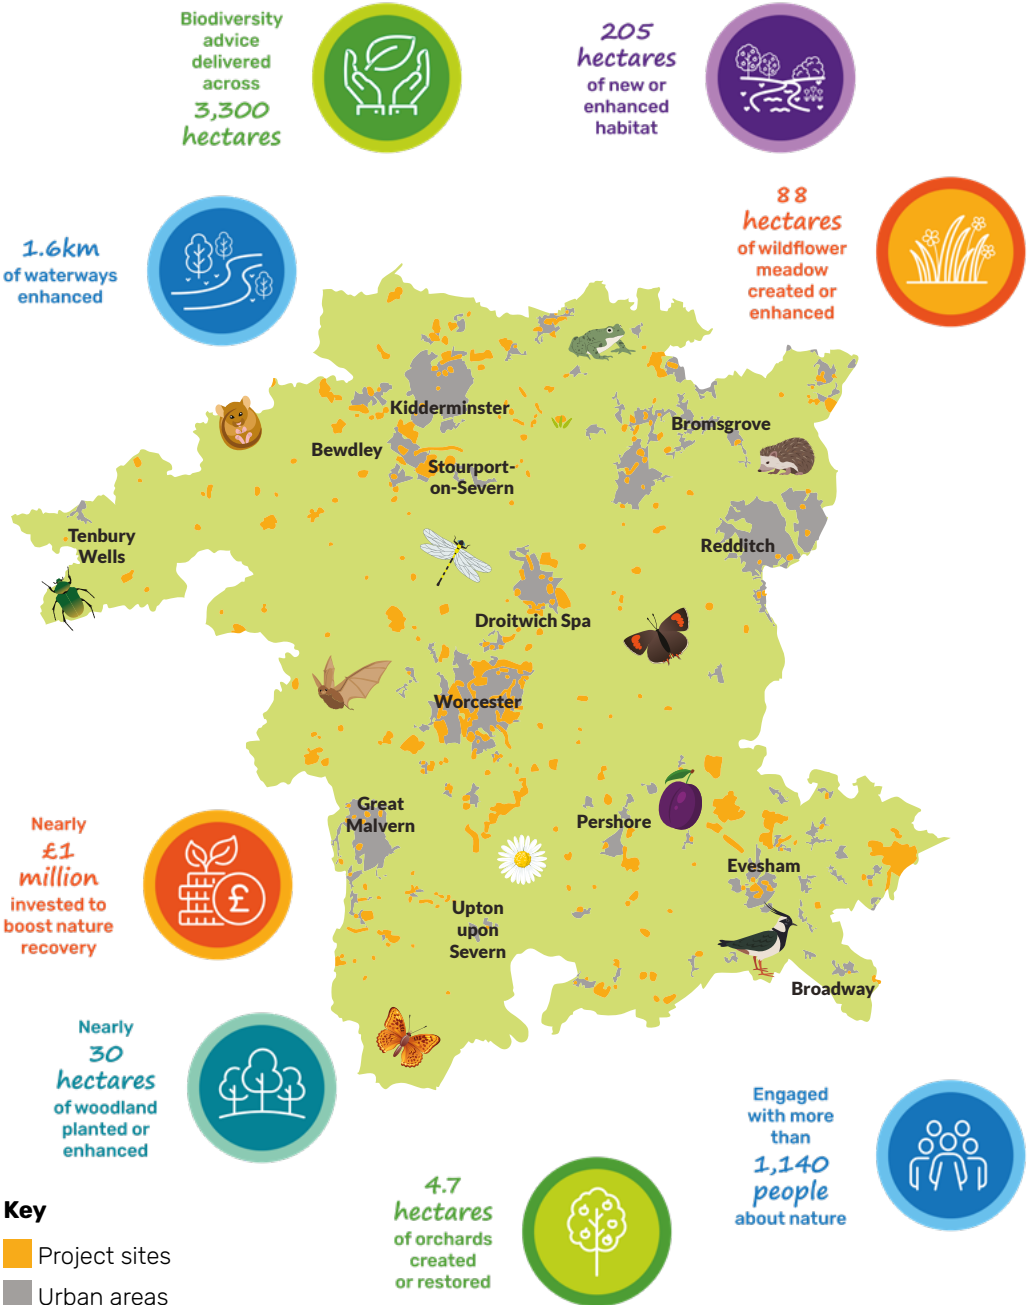 Biodiversity
advice
delivered
across
3,300
hectares
205
hectares
of new or
enhanced
habitat
88
hectares
of wildflower
meadow
created or
enhanced
1.6km
of waterways
enhanced
Kidderminster
Bromsgrove
Bewdley
Stourport-
on-Severn
Tenbury
Wells
Redditch
Droitwich Spa
Worcester
Great
Malvern
Pershore
Evesham
Upton
upon
Severn
Broadway
Nearly
£1
million
invested to
boost nature
recovery
£
Nearly
30
hectares
of woodland
planted or
enhanced
Engaged
with more
than
1,140
people
about nature
4.7
hectares
of orchards
created
or restored
Key
Project sites
Urban areas